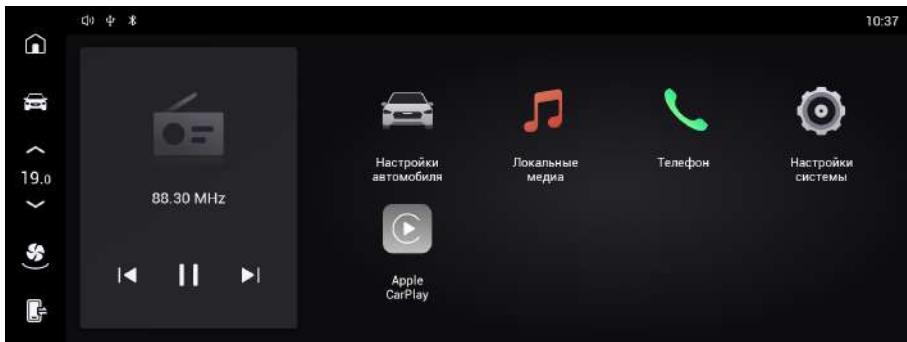 10:37
19.0
88.30 MHz
Настройки
автомобиля
Локальные
медиа
Телефон
Настройки
системы
Apple
CarPlay